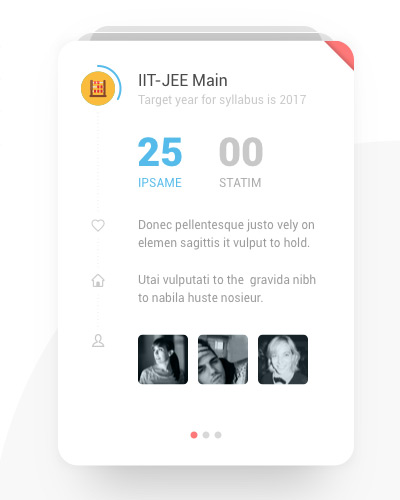 IIT-JEE Main
Target year for syllabus is 2017
25 00
IPSAME STATIM
Donec pellentesque justo vely on
elemen sagittis it vulput to hold.
Utai vulputati to the gravida nibh
to nabila huste nosieur.